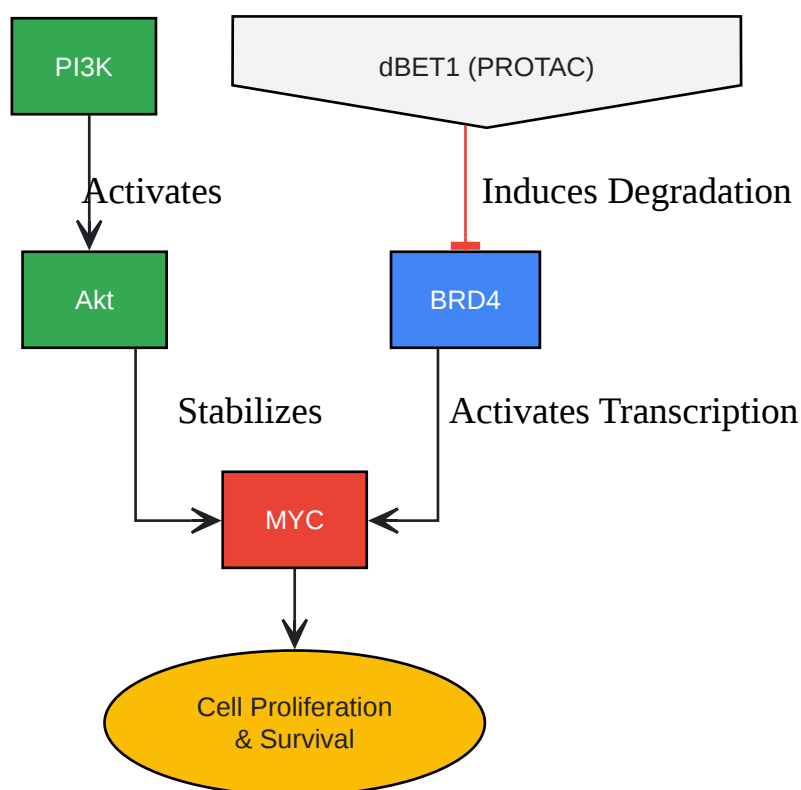 PI3K
dBET1 (PROTAC)
Activates
Induces Degradation
Akt
BRD4
Stabilizes
Activates Transcription
MYC
Cell Proliferation
& Survival